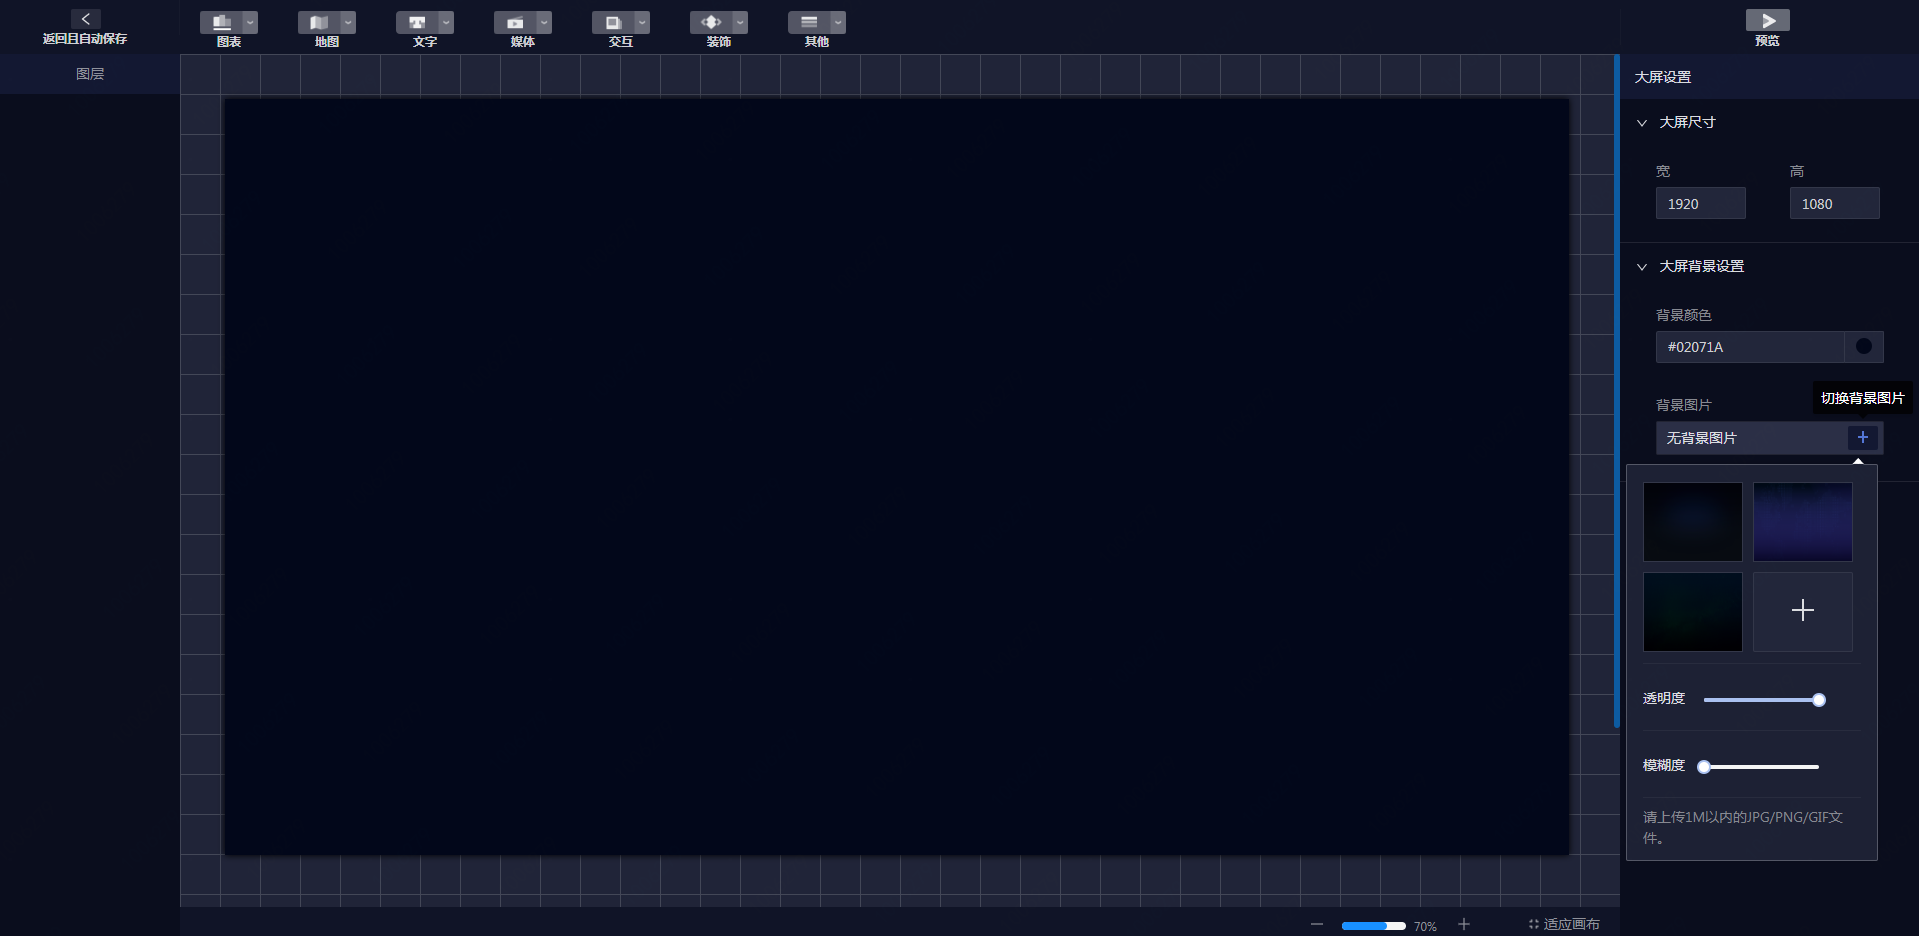 返回且自动保存
图表
地图
文字
媒体
交互
装饰
其他
预览
图层
大屏设置
大屏尺寸
宽
高
1920
1080
大屏背景设置
背景颜色
#02071A
切换背景图片
背景图片
无背景图片
透明度
模糊度
请上传1M以内的JPG/PNG/GIF文
件。
70%
适应画布